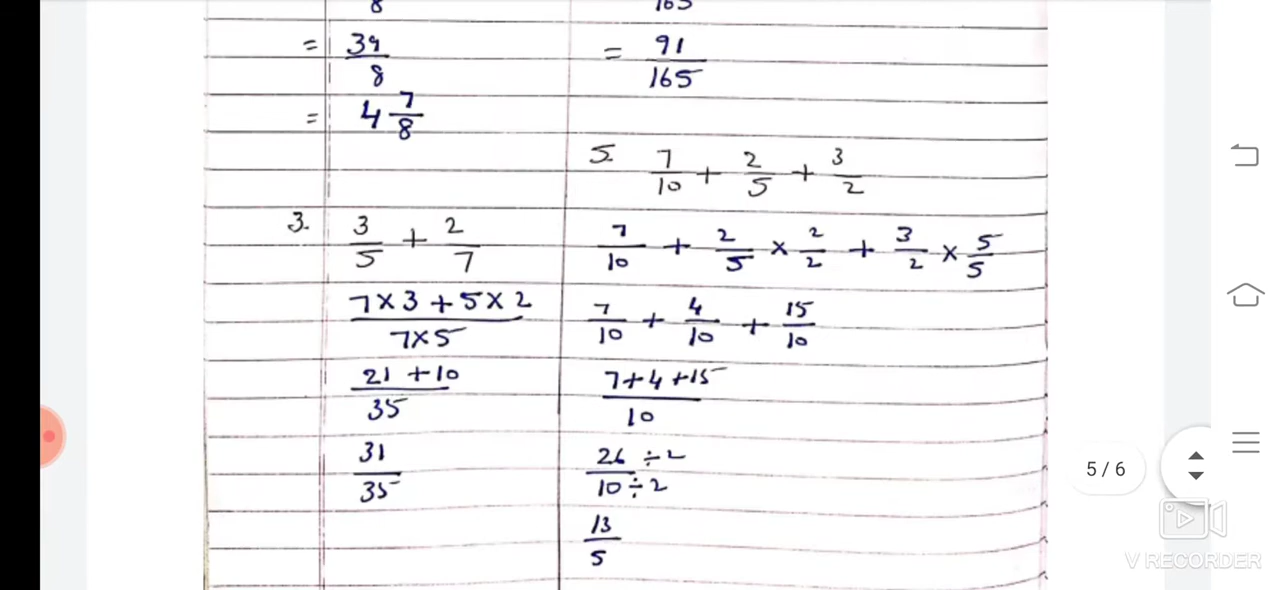 8
= 39/8
= 4 7/8
3. 3/5 + 2/7
7 × 3 + 5 × 2 / 7 × 5
21 + 10 / 35
31/35
165
= 91/165
5. 7/10 + 2/5 + 3/2
7/10 + 2/5 × 2/2 + 3/2 × 5/5
7/10 + 4/10 + 15/10
7 + 4 + 15 / 10
26 ÷ 2 / 10 ÷ 2
13/5
5 / 6
V RECORDER